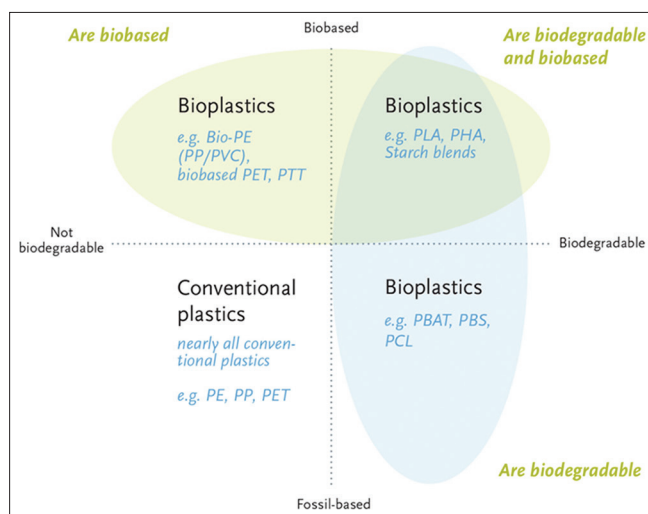 Are biobased
Biobased
Are biodegradable
and biobased
Bioplastics
e.g. Bio-PE
(PP/PVC),
biobased PET, PTT
Bioplastics
e.g. PLA, PHA,
Starch blends
Not
biodegradable
Biodegradable
Conventional
plastics
nearly all conven-
tional plastics
e.g. PE, PP, PET
Bioplastics
e.g. PBAT, PBS,
PCL
Are biodegradable
Fossil-based